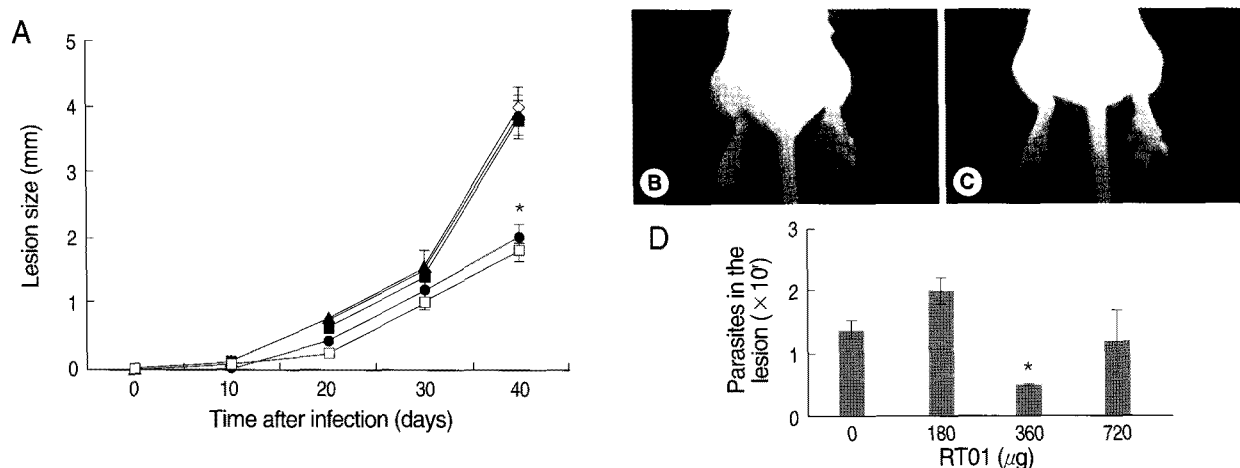 A
Lesion size (mm)
5
4
3
2
1
0
*
0 10 20 30 40
Time after infection (days)
B
C
D
Parasites in the
lesion (×10⁷)
3
2
1
0
*
0 180 360 720
RT01 (μg)